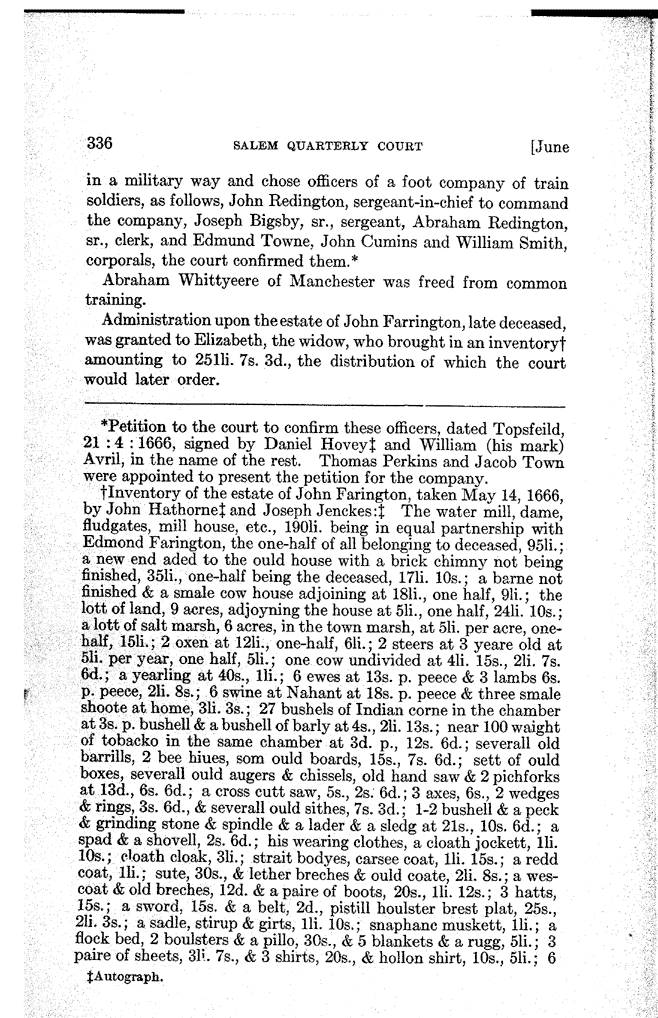 336 SALEM QUARTERLY COURT [June
in a military way and chose officers of a foot company of train
soldiers, as follows, John Redington, sergeant-in-chief to command
the company, Joseph Bigsby, sr., sergeant, Abraham Redington,
sr., clerk, and Edmund Towne, John Cumins and William Smith,
corporals, the court confirmed them.*
Abraham Whittyeere of Manchester was freed from common
training.
Administration upon the estate of John Farrington, late deceased,
was granted to Elizabeth, the widow, who brought in an inventory†
amounting to 251li. 7s. 3d., the distribution of which the court
would later order.
*Petition to the court to confirm these officers, dated Topsfeild,
21 : 4 : 1666, signed by Daniel Hovey‡ and William (his mark)
Avril, in the name of the rest. Thomas Perkins and Jacob Town
were appointed to present the petition for the company.
†Inventory of the estate of John Farington, taken May 14, 1666,
by John Hathorne‡ and Joseph Jenckes:‡ The water mill, dame,
fludgates, mill house, etc., 190li. being in equal partnership with
Edmond Farington, the one-half of all belonging to deceased, 95li.;
a new end aded to the ould house with a brick chimny not being
finished, 35li., one-half being the deceased, 17li. 10s.; a barne not
finished & a smale cow house adjoining at 18li., one half, 9li.; the
lott of land, 9 acres, adjoyning the house at 5li., one half, 24li. 10s.;
a lott of salt marsh, 6 acres, in the town marsh, at 5li. per acre, one-
half, 15li.; 2 oxen at 12li., one-half, 6li.; 2 steers at 3 yeare old at
5li. per year, one half, 5li.; one cow undivided at 4li. 15s., 2li. 7s.
6d.; a yearling at 40s., 1li.; 6 ewes at 13s. p. peece & 3 lambs 6s.
p. peece, 2li. 8s.; 6 swine at Nahant at 18s. p. peece & three smale
shoote at home, 3li. 3s.; 27 bushels of Indian corne in the chamber
at 3s. p. bushell & a bushell of barly at 4s., 2li. 13s.; near 100 waight
of tobacko in the same chamber at 3d. p., 12s. 6d.; severall old
barrills, 2 bee hiues, som ould boards, 15s., 7s. 6d.; sett of ould
boxes, severall ould augers & chissels, old hand saw & 2 pichforks
at 13d., 6s. 6d.; a cross cutt saw, 5s., 2s. 6d.; 3 axes, 6s., 2 wedges
& rings, 3s. 6d., & severall ould sithes, 7s. 3d.; 1-2 bushell & a peck
& grinding stone & spindle & a lader & a sledg at 21s., 10s. 6d.; a
spad & a shovell, 2s. 6d.; his wearing clothes, a cloath jockett, 1li.
10s.; cloath cloak, 3li.; strait bodyes, carsee coat, 1li. 15s.; a redd
coat, 1li.; sute, 30s., & lether breches & ould coate, 2li. 8s.; a wes-
coat & old breches, 12d. & a paire of boots, 20s., 1li. 12s.; 3 hatts,
15s.; a sword, 15s. & a belt, 2d., pistill houlster brest plat, 25s.,
2li. 3s.; a sadle, stirup & girts, 1li. 10s.; snaphanc muskett, 1li.; a
flock bed, 2 boulsters & a pillo, 30s., & 5 blankets & a rugg, 5li.; 3
paire of sheets, 3li. 7s., & 3 shirts, 20s., & hollon shirt, 10s., 5li.; 6
‡Autograph.